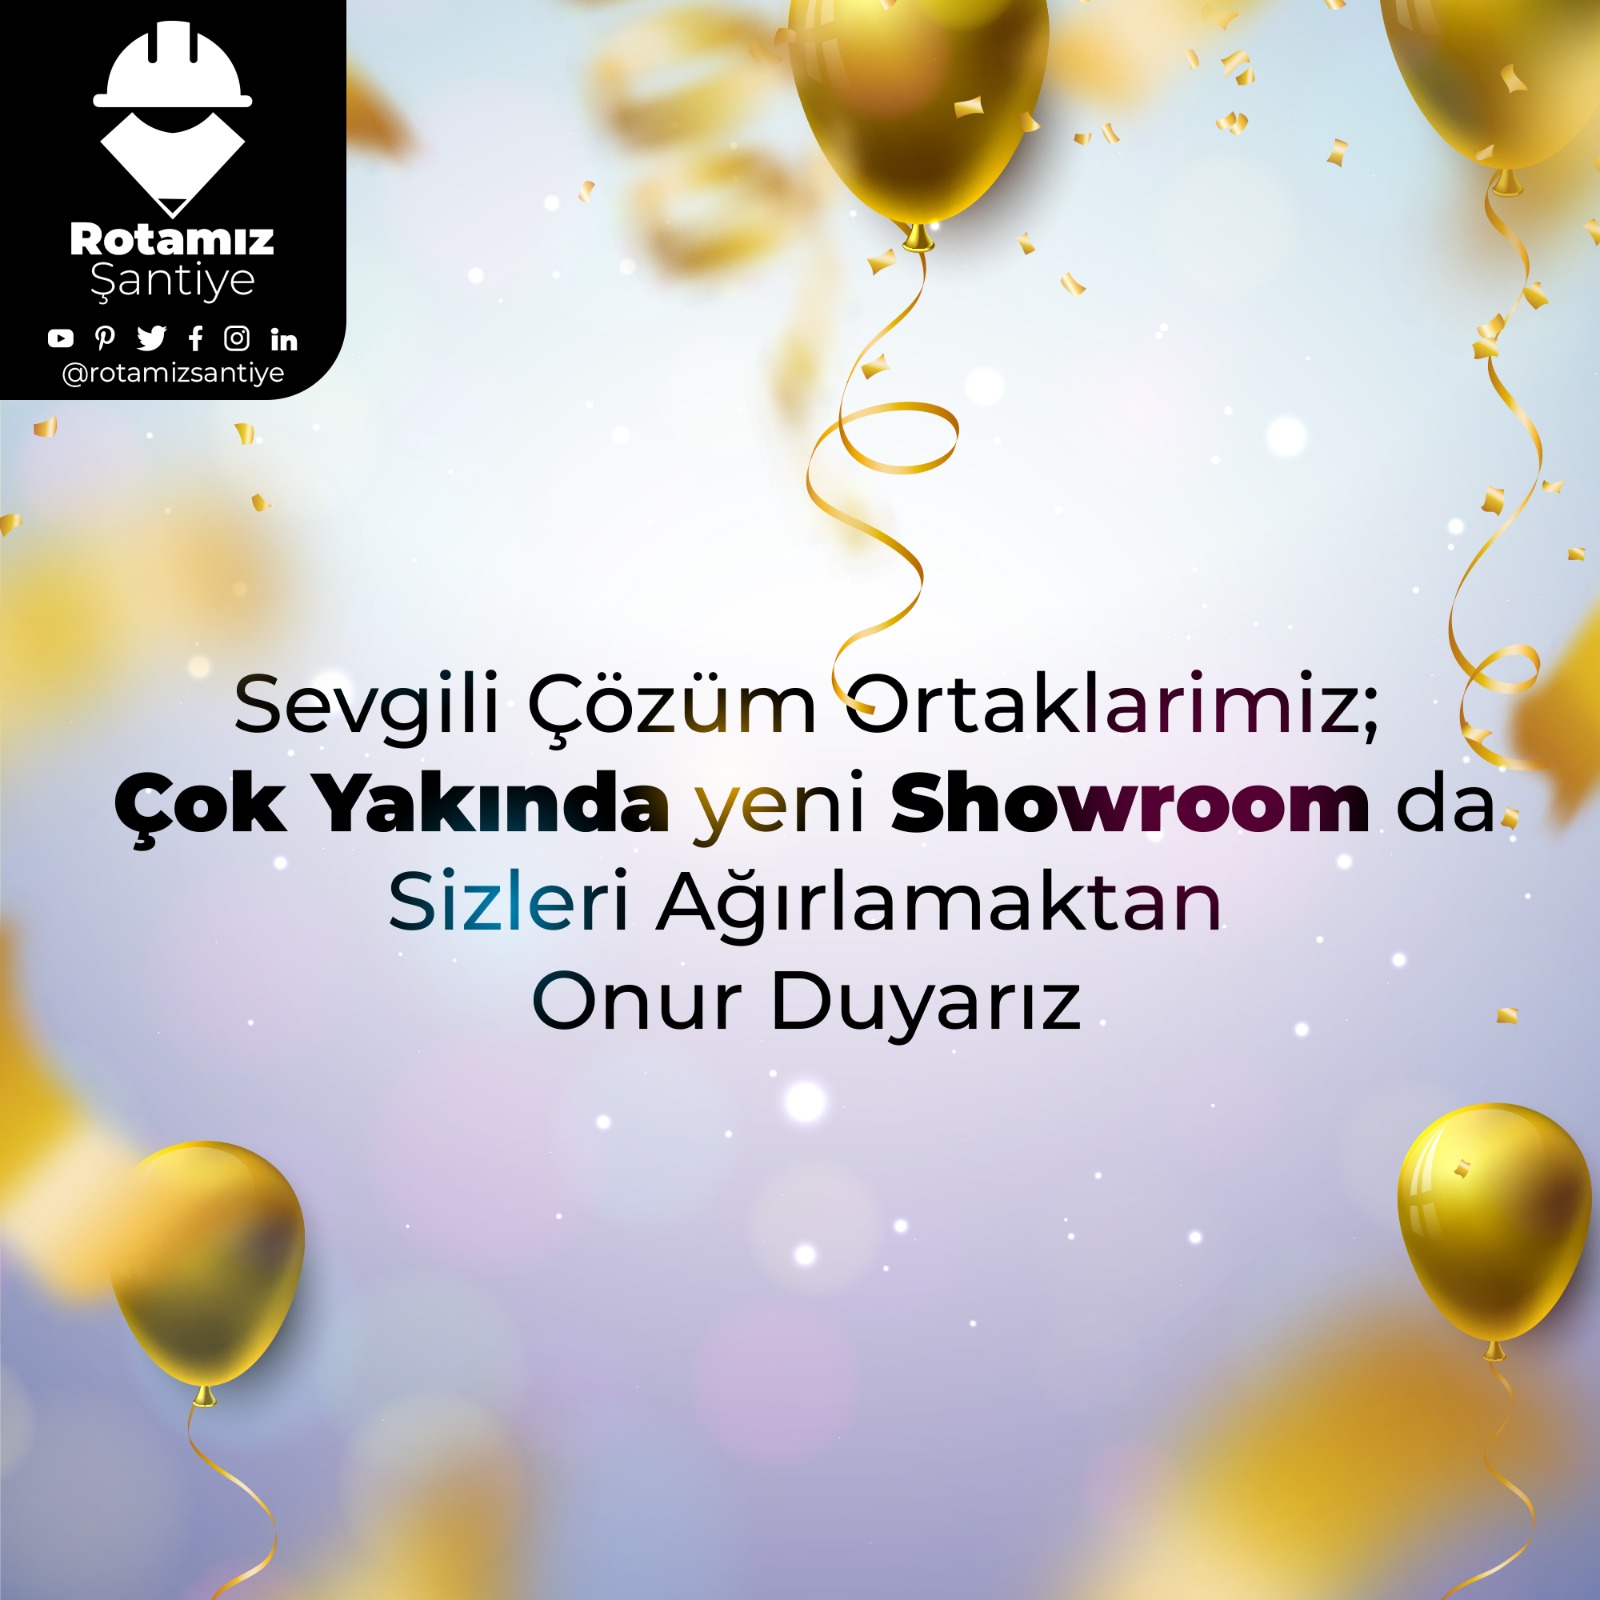 Rotamız
Şantiye
@rotamizsantiye
Sevgili Çözüm Ortaklarimiz;
Çok Yakında yeni Showroom da
Sizleri Ağırlamaktan
Onur Duyarız